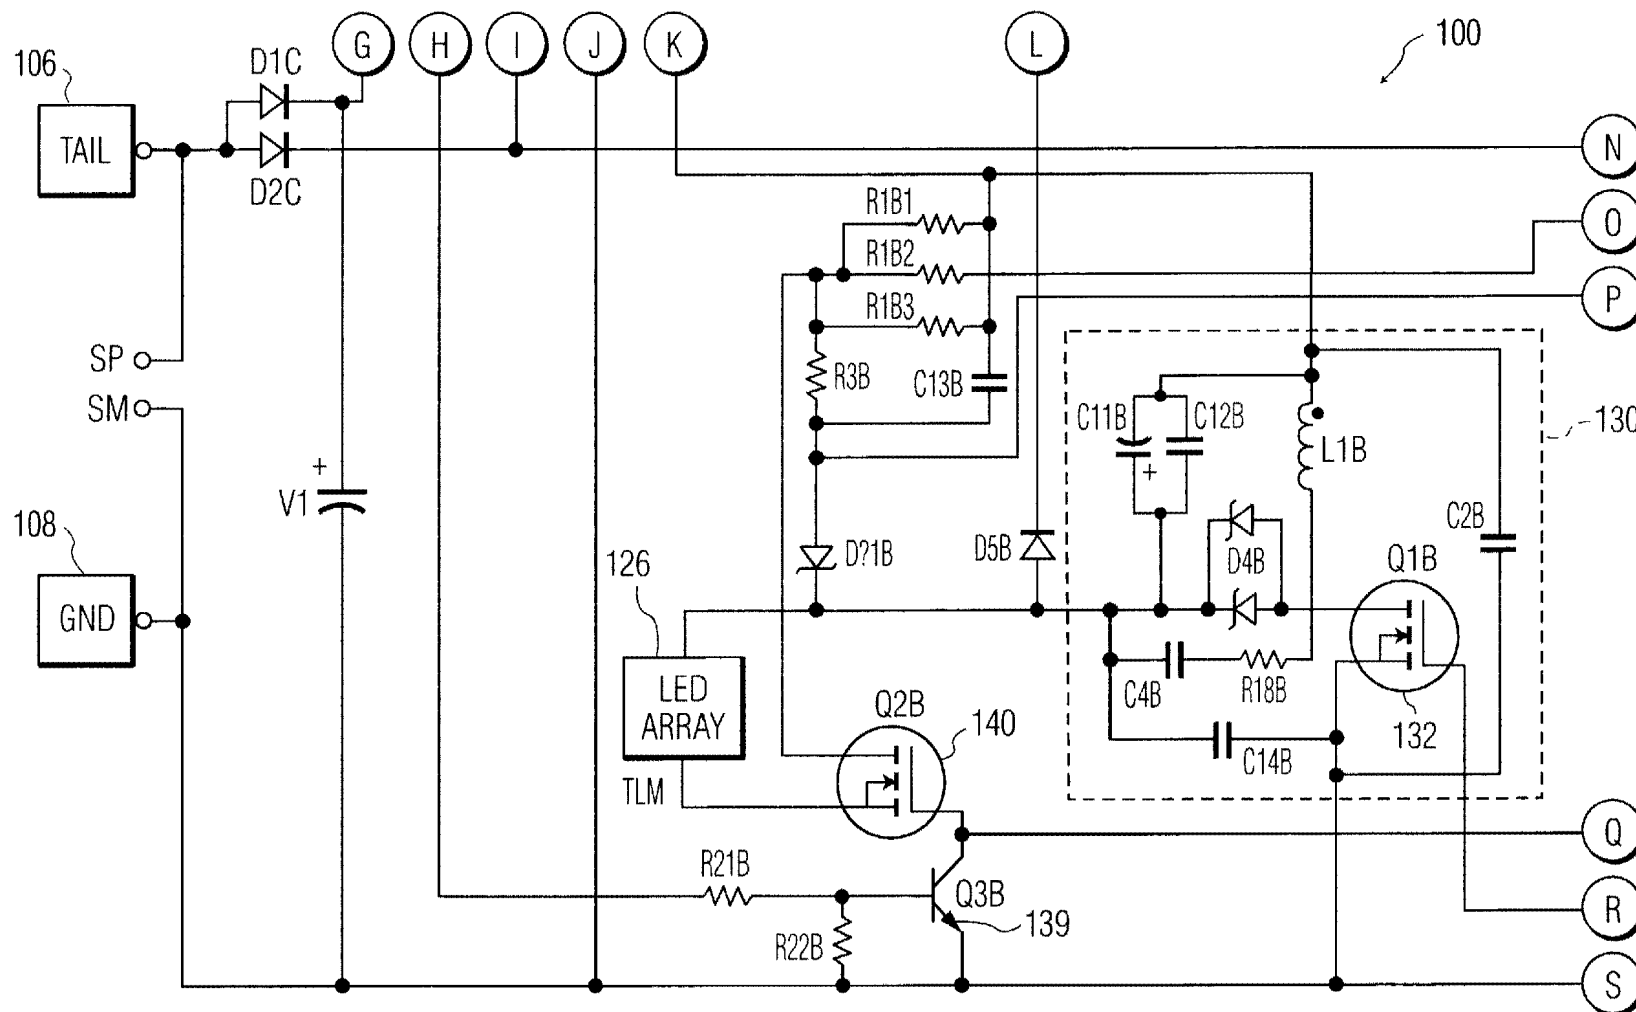 G H I J K L
100
106
D1C
TAIL
D2C
N
R1B1
O
R1B2
P
R1B3
SP
R3B
C13B
SM
C11B
C12B
130
L1B
+
V1
+
C2B
108
D?1B
D5B
D4B
Q1B
126
GND
LED
ARRAY
C4B
R18B
Q2B
140
132
C14B
TLM
Q
R21B
Q3B
R
139
R22B
S